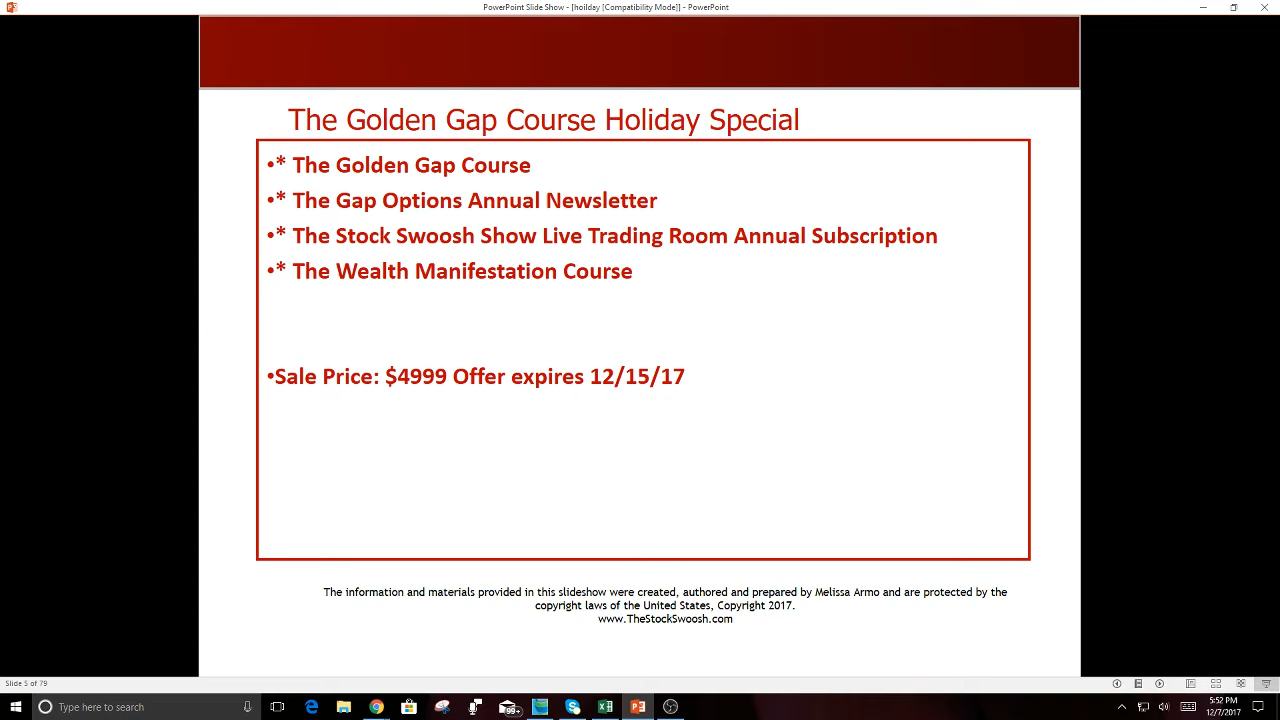 PowerPoint Slide Show - [hoilday [Compatibility Mode]] - PowerPoint
The Golden Gap Course Holiday Special
•* The Golden Gap Course
•* The Gap Options Annual Newsletter
•* The Stock Swoosh Show Live Trading Room Annual Subscription
•* The Wealth Manifestation Course
•Sale Price: $4999 Offer expires 12/15/17
The information and materials provided in this slideshow were created, authored and prepared by Melissa Armo and are protected by the
copyright laws of the United States, Copyright 2017.
www.TheStockSwoosh.com
Slide 5 of 79
Type here to search
99+
5:52 PM
12/7/2017